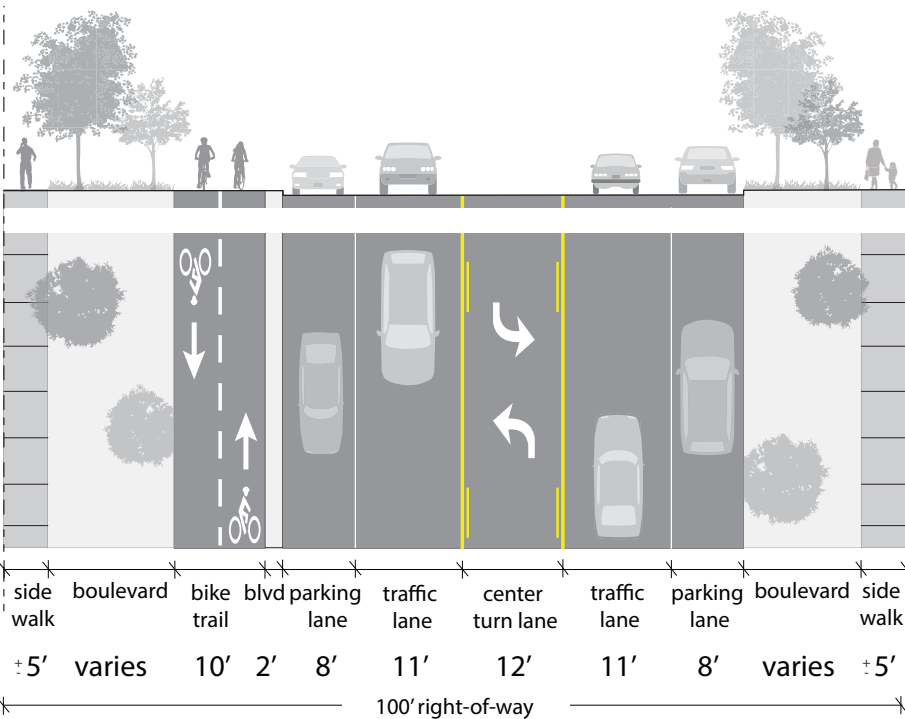 side walk
boulevard
bike trail
blvd
parking lane
traffic lane
center turn lane
traffic lane
parking lane
boulevard
side walk
±5’ varies 10’ 2’ 8’ 11’ 12’ 11’ 8’ varies ±5’
100’ right-of-way